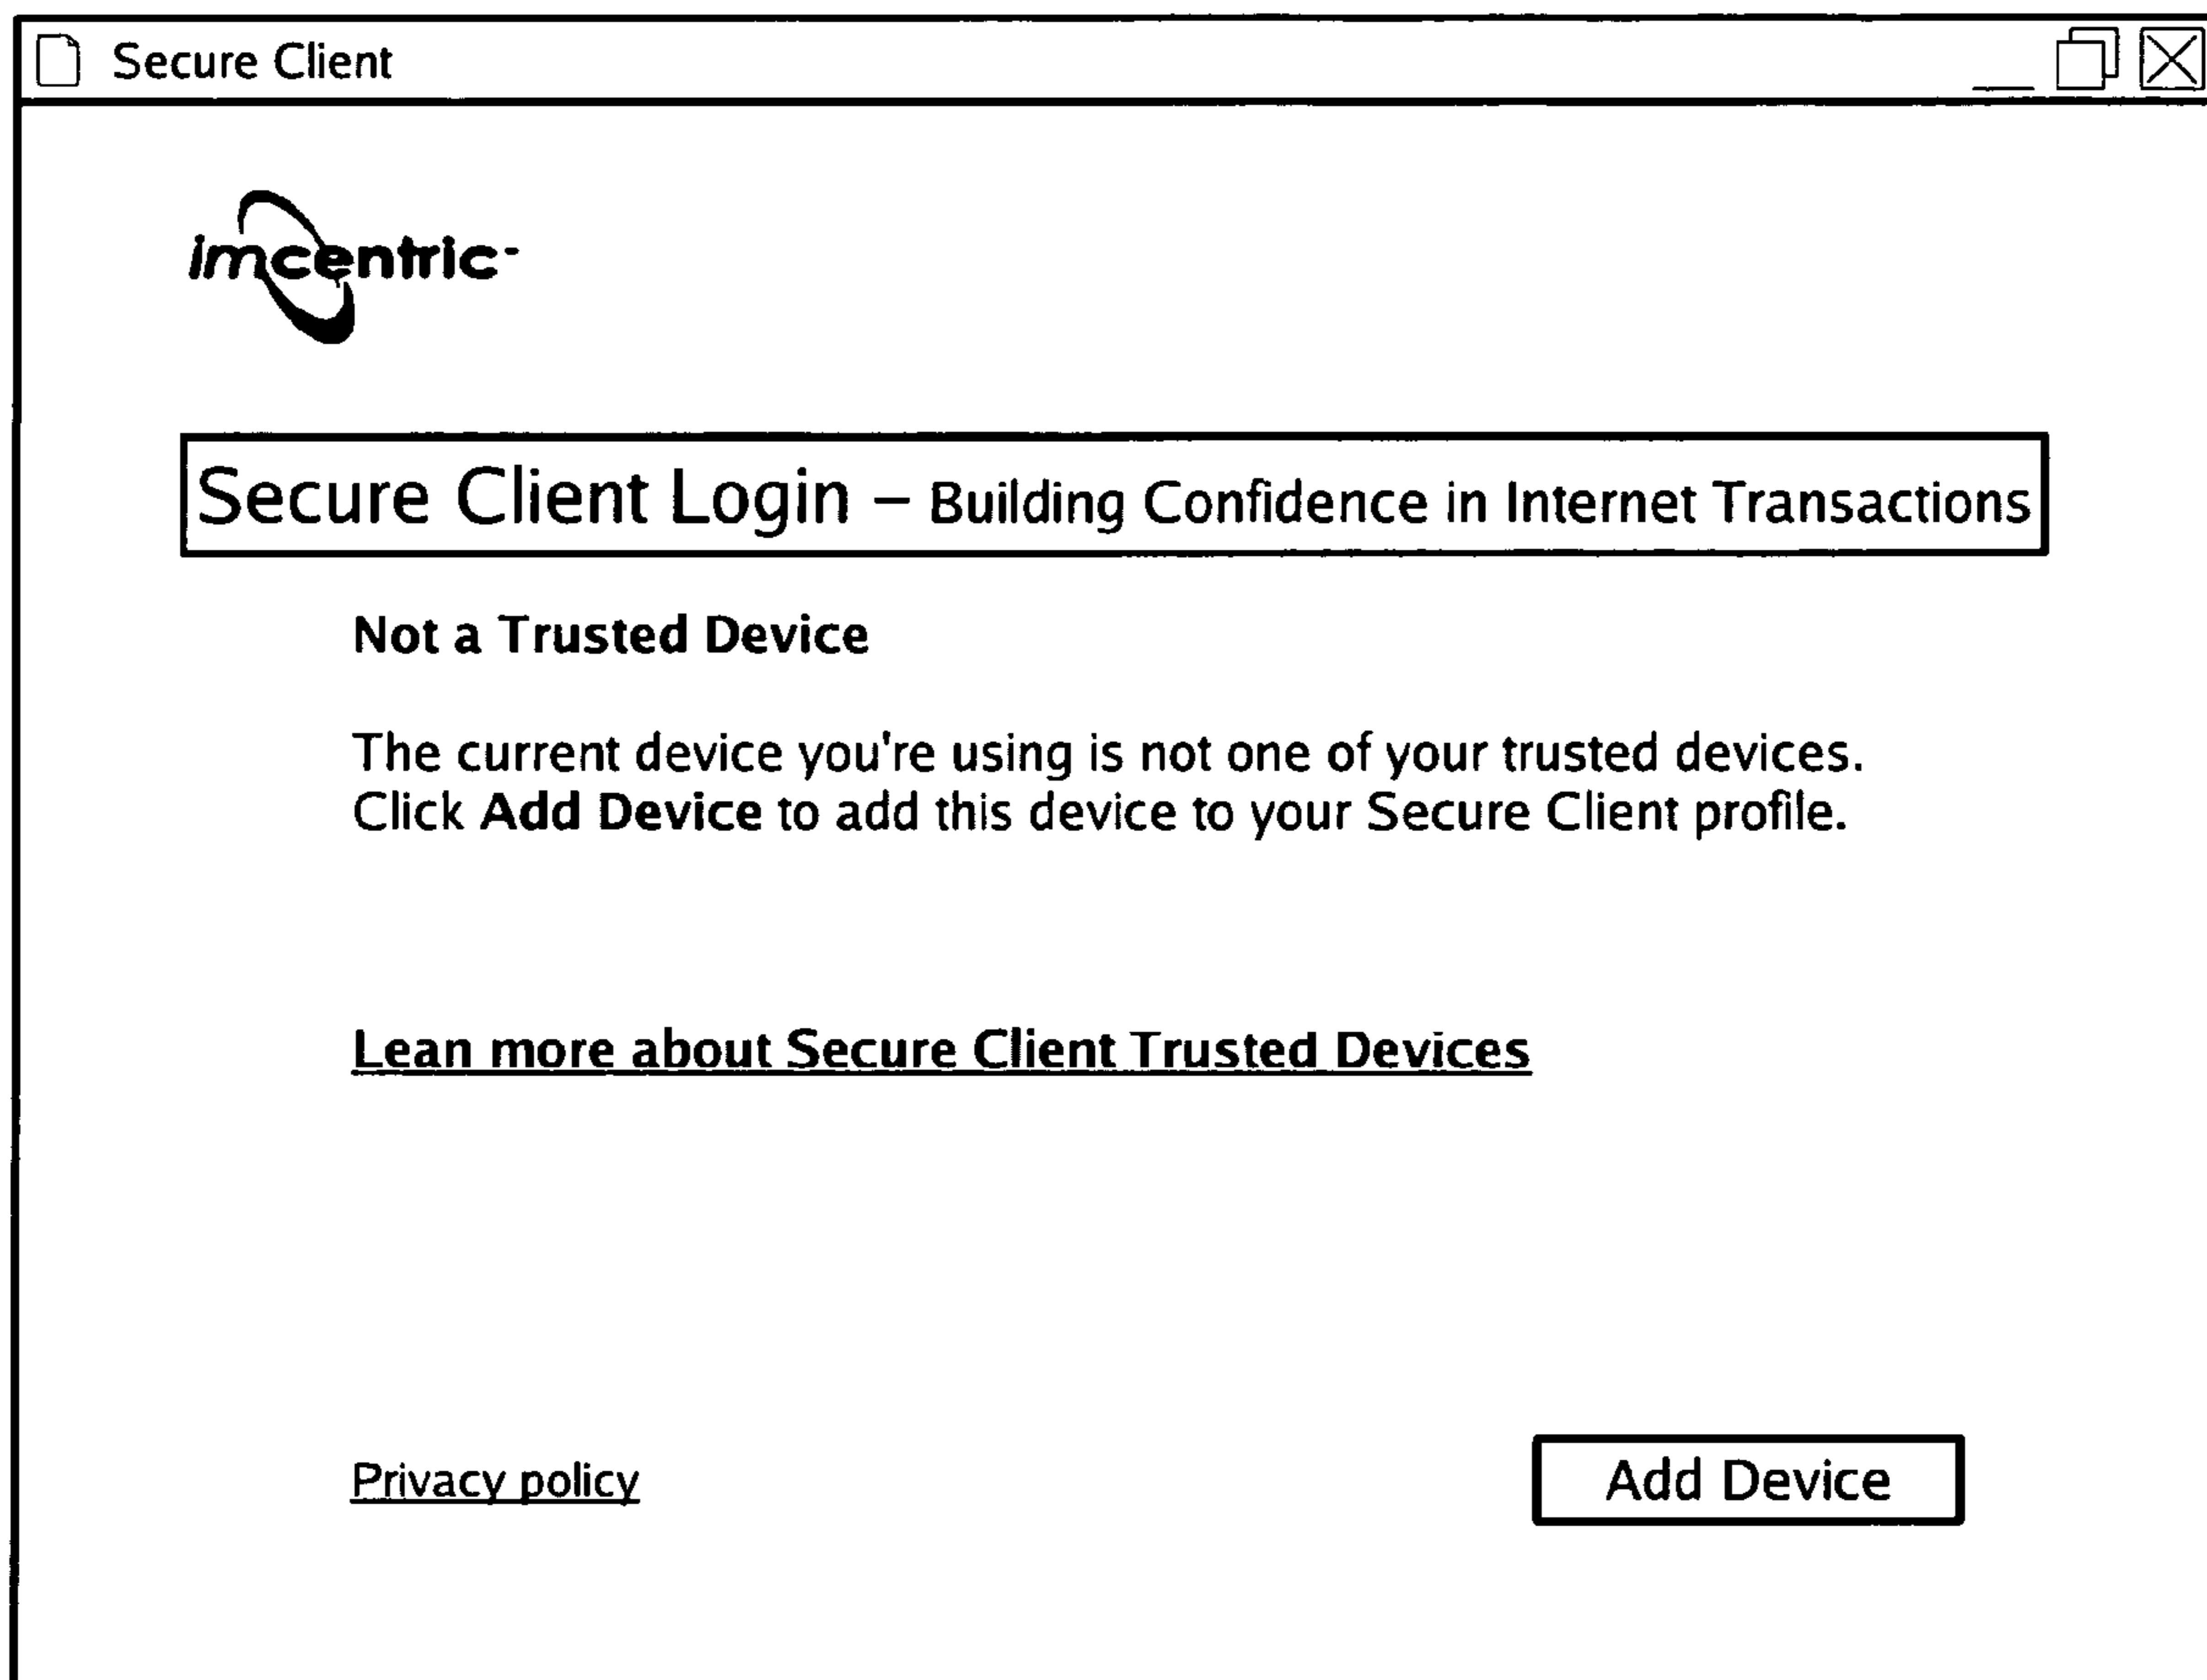 Secure Client
imcentric
Secure Client Login – Building Confidence in Internet Transactions
Not a Trusted Device
The current device you're using is not one of your trusted devices.
Click Add Device to add this device to your Secure Client profile.
Lean more about Secure Client Trusted Devices
Privacy policy
Add Device